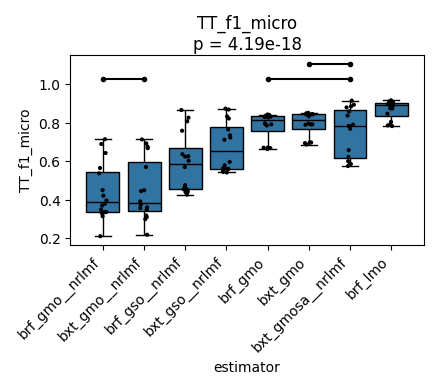 TT_f1_micro
p = 4.19e-18
TT_f1_micro
1.0
0.8
0.6
0.4
0.2
brf_gmo__nrlmf
bxt_gmo__nrlmf
brf_gso__nrlmf
bxt_gso__nrlmf
brf_gmo
bxt_gmo
bxt_gmosa__nrlmf
brf_lmo
estimator